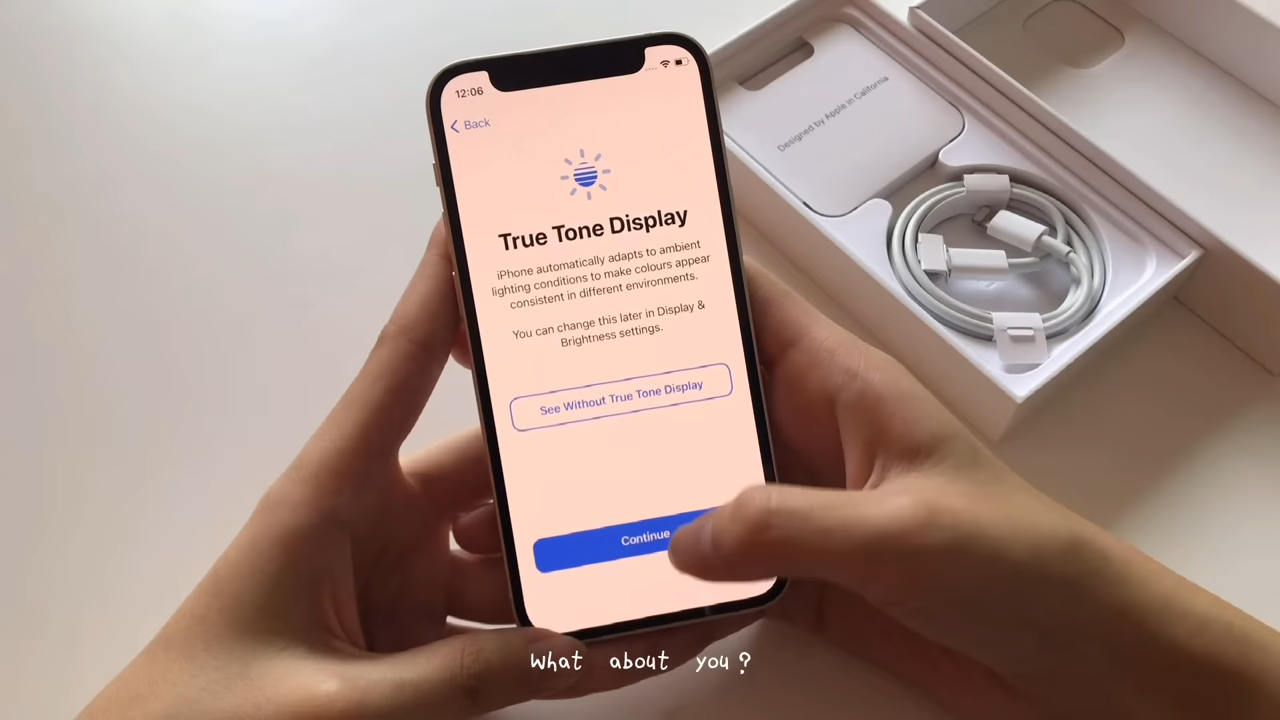 12:06
Back
True Tone Display
iPhone automatically adapts to ambient
lighting conditions to make colours appear
consistent in different environments.
You can change this later in Display &
Brightness settings.
See Without True Tone Display
Continue
Designed by Apple in California
What about you?